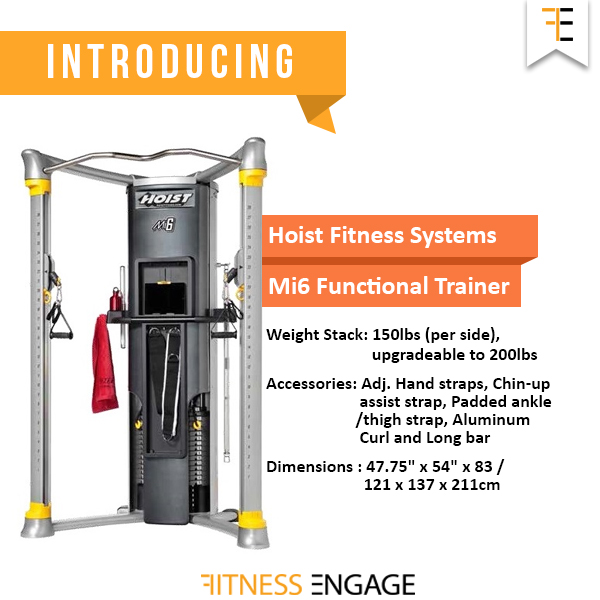 INTRODUCING
FE
HOIST
Mi6
Hoist Fitness Systems
Mi6 Functional Trainer
Weight Stack: 150lbs (per side),
upgradeable to 200lbs
Accessories: Adj. Hand straps, Chin-up
assist strap, Padded ankle
/thigh strap, Aluminum
Curl and Long bar
Dimensions : 47.75" x 54" x 83 /
121 x 137 x 211cm
FITNESS ENGAGE